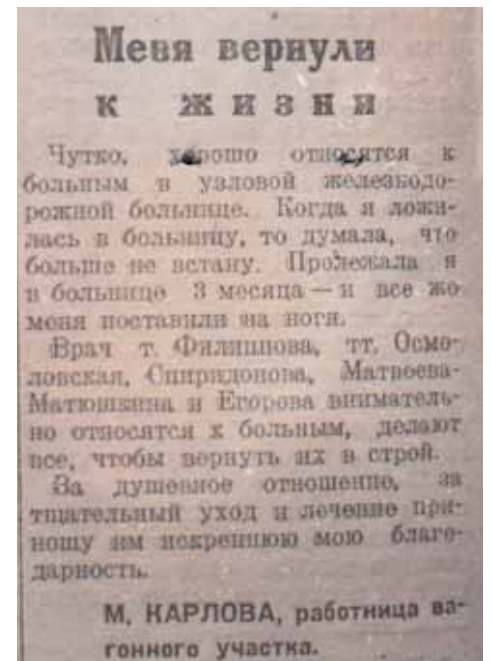 Меня вернули
к жизни
Чутко, хорошо относятся к
больным в узловой железнодо-
рожной больнице. Когда я ложи-
лась в больницу, то думала, что
больше не встану. Пролежала я
в больнице 3 месяца — и все же
меня поставили на ноги.
Врач т. Филиппова, тт. Осмо-
ловская, Спиридонова, Матвеева-
Матюшкина и Егорова вниматель-
но относятся к больным, делают
все, чтобы вернуть их в строй.
За душевное отношение, за
тщательный уход и лечение при-
ношу им искреннюю мою благо-
дарность.
М. КАРЛОВА, работница ва-
гонного участка.